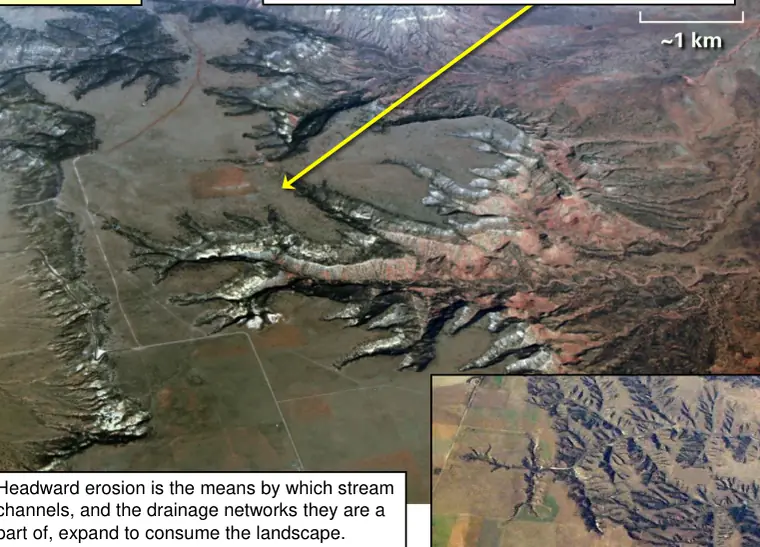 ~1 km
Headward erosion is the means by which stream
channels, and the drainage networks they are a
part of, expand to consume the landscape.